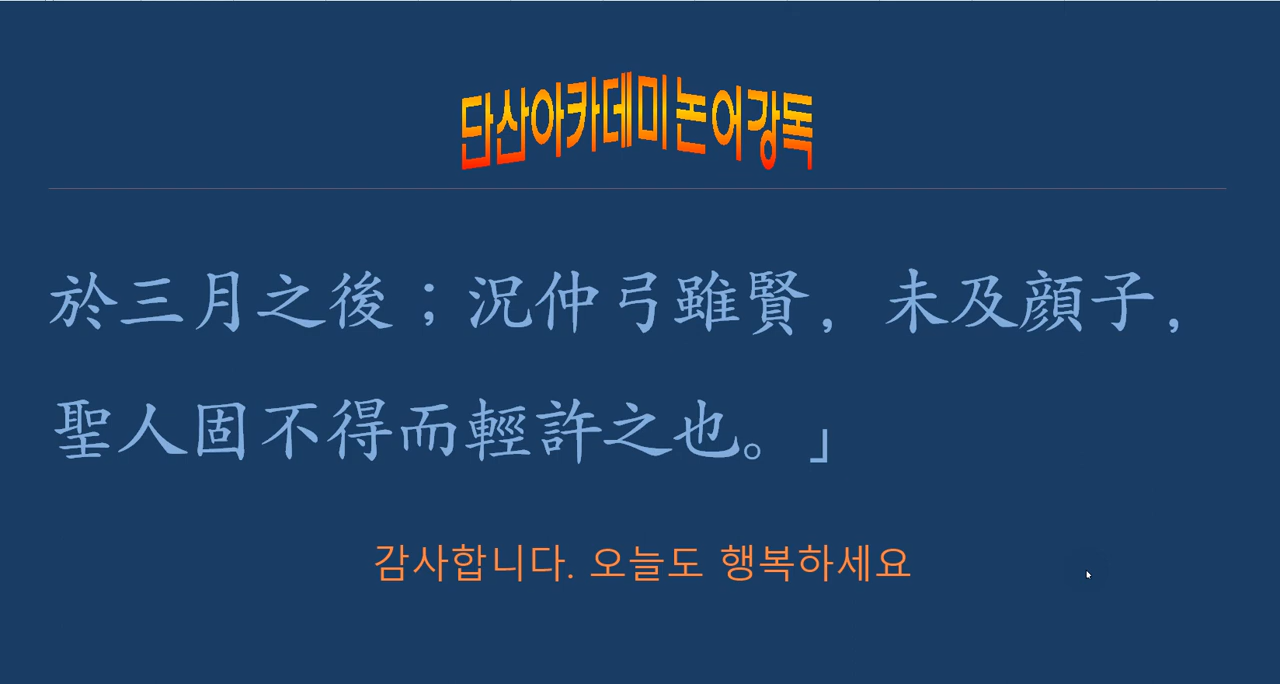 단산아카데미 논어강독
於三月之後；況仲弓雖賢，未及顔子，
聖人固不得而輕許之也。」
감사합니다. 오늘도 행복하세요